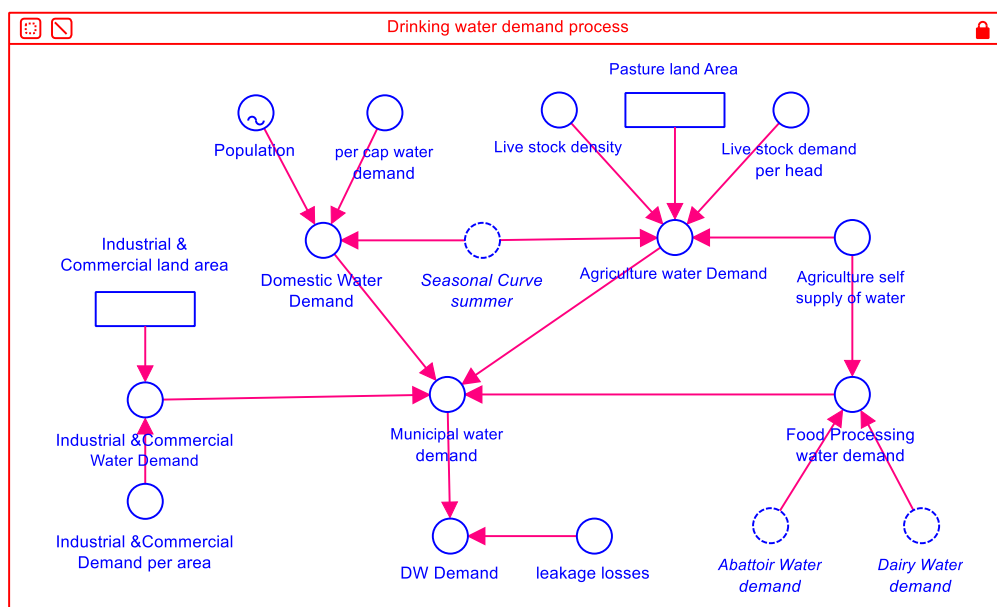 Drinking water demand process
Pasture land Area
Population
per cap water
demand
Live stock density
Live stock demand
per head
Industrial &
Commercial land area
Domestic Water
Demand
Seasonal Curve
summer
Agriculture water Demand
Agriculture self
supply of water
Industrial &Commercial
Water Demand
Municipal water
demand
Food Processing
water demand
Industrial &Commercial
Demand per area
DW Demand
leakage losses
Abattoir Water
demand
Dairy Water
demand